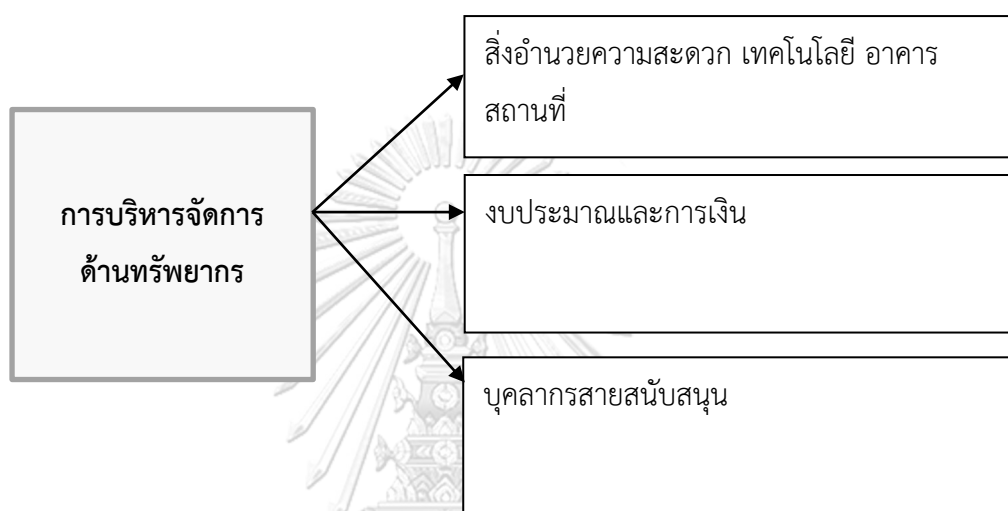 สิ่งอำนวยความสะดวก เทคโนโลยี อาคาร
สถานที่
การบริหารจัดการ
ด้านทรัพยากร
งบประมาณและการเงิน
บุคลากรสายสนับสนุน